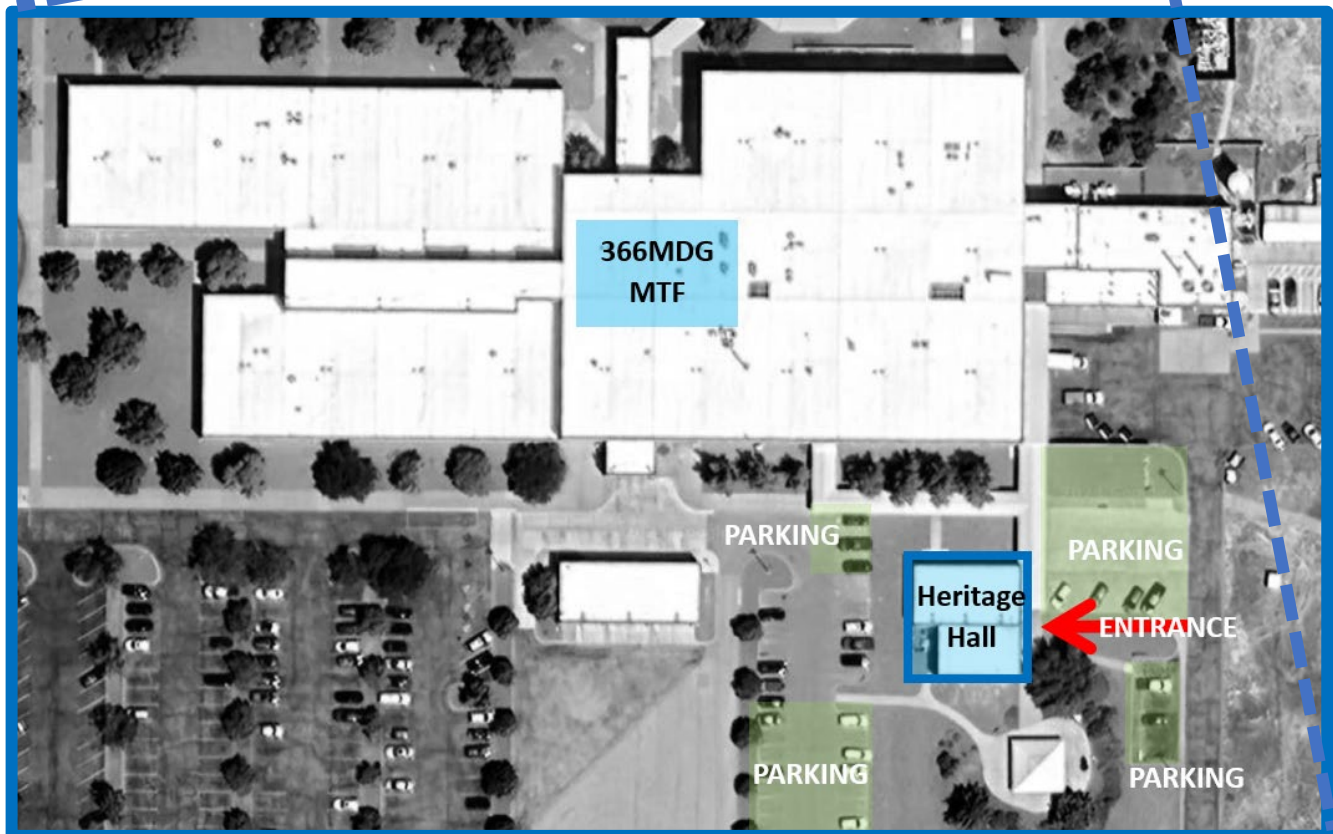 366MDG
MTF
PARKING
PARKING
Heritage
Hall
ENTRANCE
PARKING
PARKING